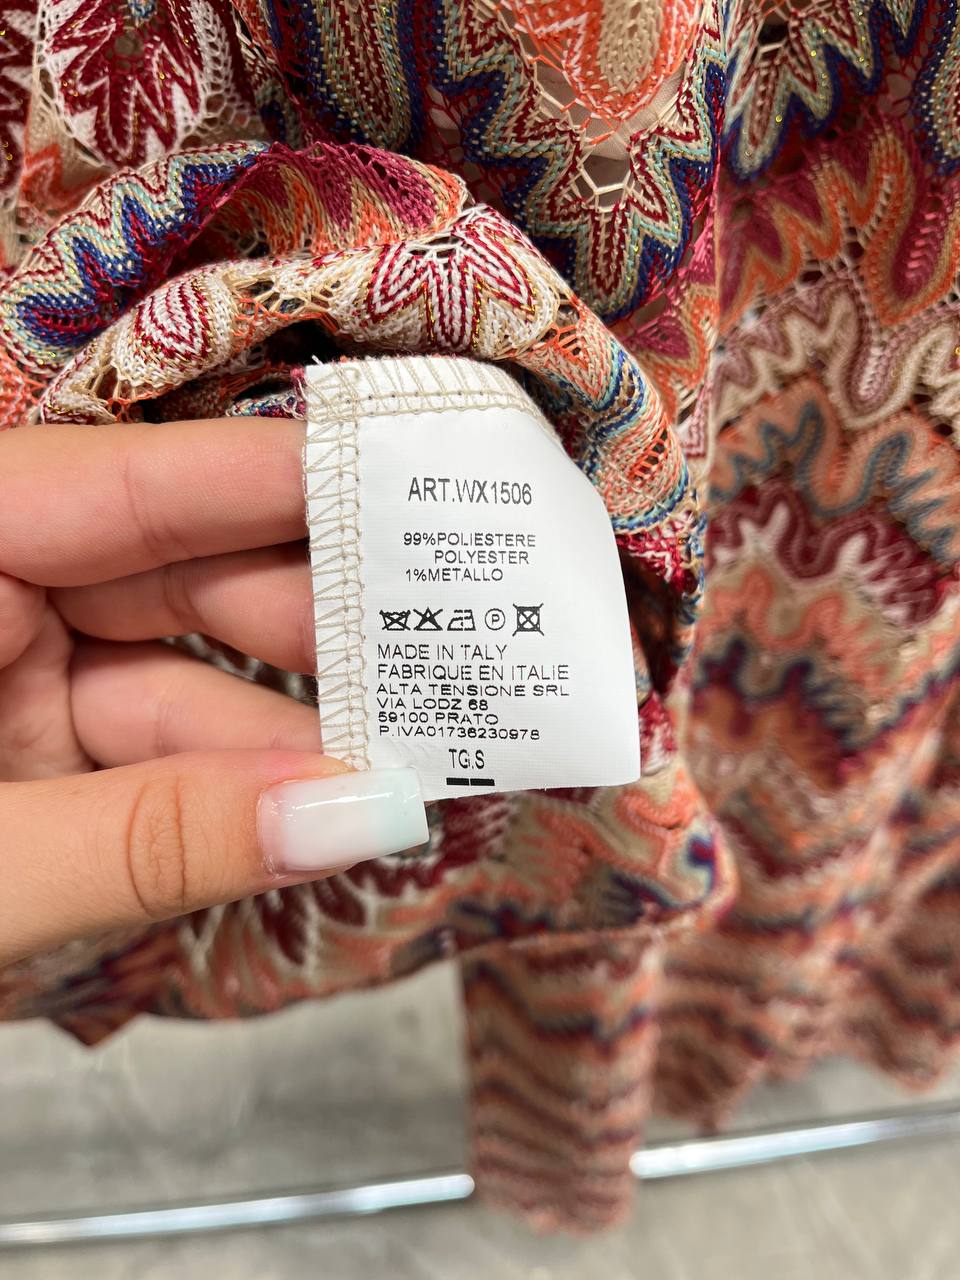 ART.WX1506
99%POLIESTERE
POLYESTER
1%METALLO
P
MADE IN TALY
FABRIQUE EN ITALIE
ALTA TENSIONE SRL
VIA LODZ 68
59100 PRATO
P.IVA01736230978
TG.S